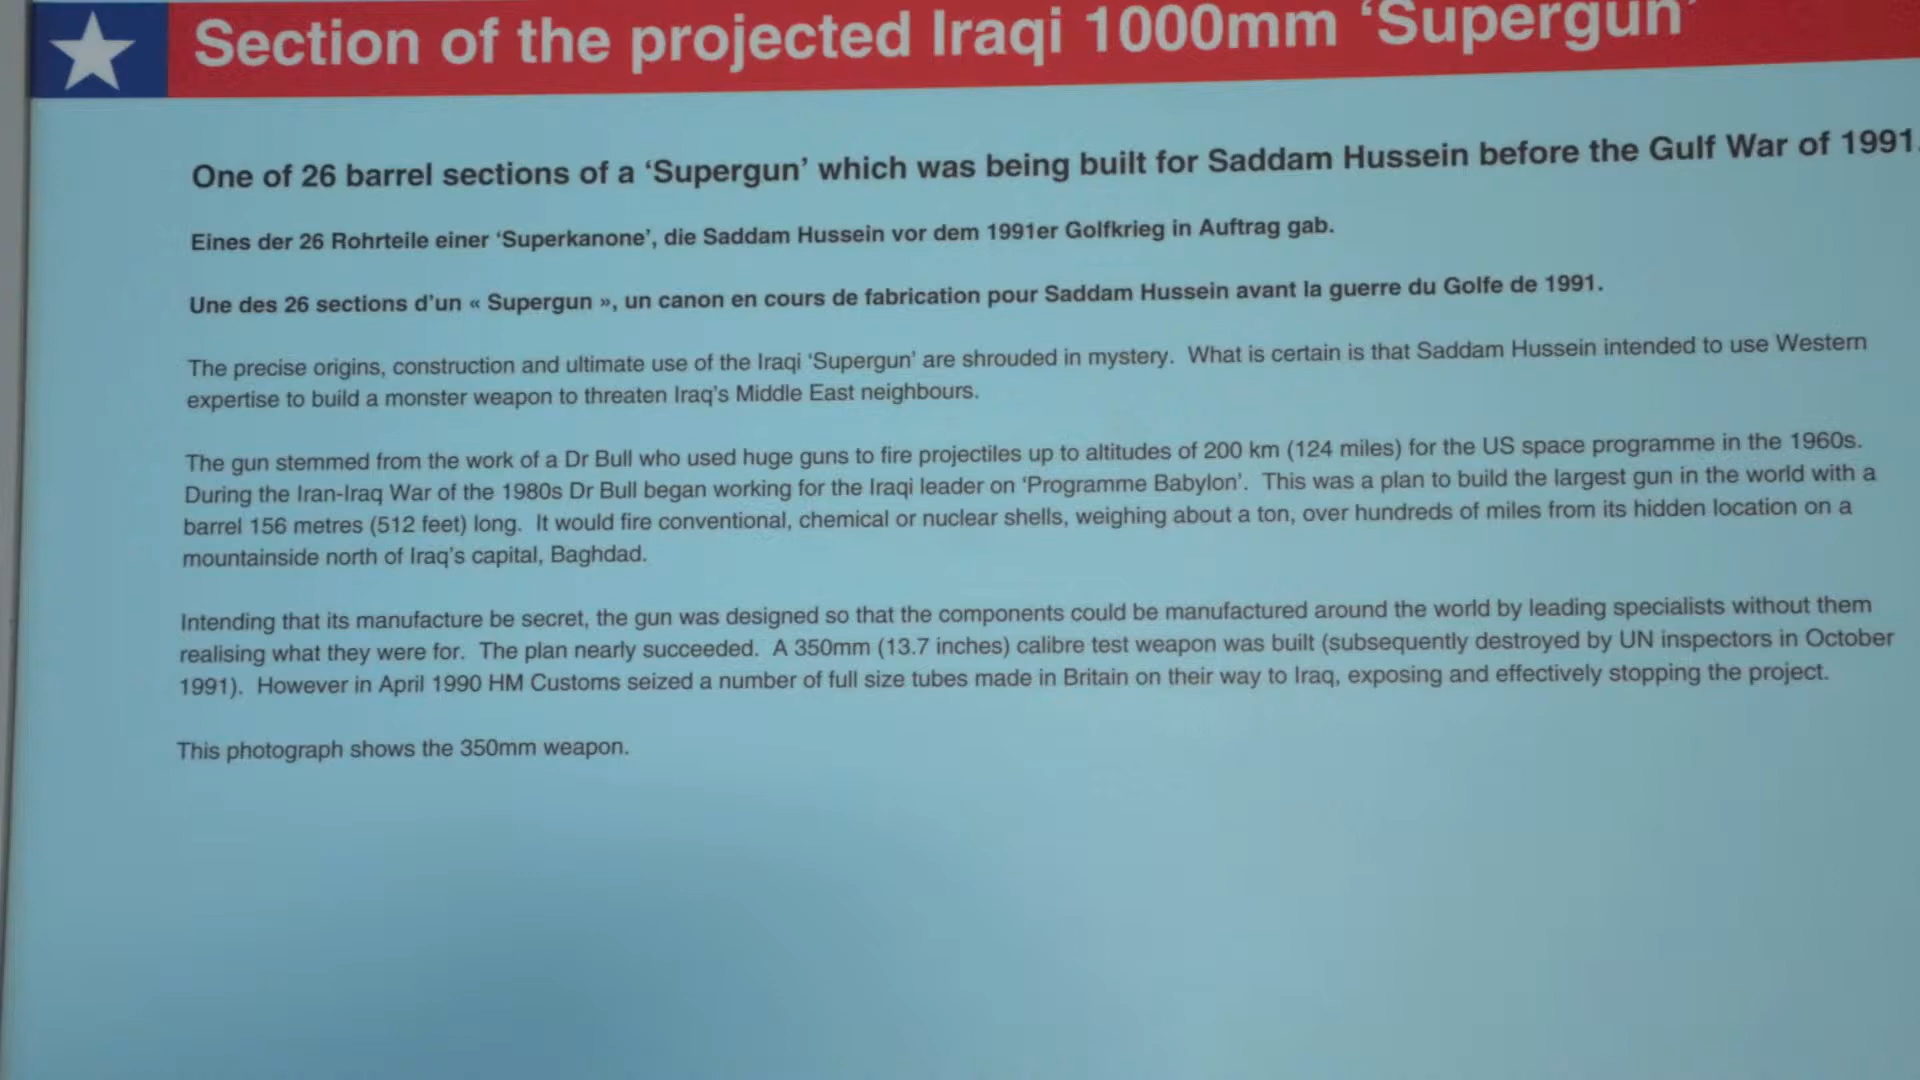 Section of the projected Iraqi 1000mm ‘Supergun’
One of 26 barrel sections of a ‘Supergun’ which was being built for Saddam Hussein before the Gulf War of 1991.
Eines der 26 Rohrteile einer ‘Superkanone’, die Saddam Hussein vor dem 1991er Golfkrieg in Auftrag gab.
Une des 26 sections d’un « Supergun », un canon en cours de fabrication pour Saddam Hussein avant la guerre du Golfe de 1991.
The precise origins, construction and ultimate use of the Iraqi ‘Supergun’ are shrouded in mystery.  What is certain is that Saddam Hussein intended to use Western
expertise to build a monster weapon to threaten Iraq’s Middle East neighbours.
The gun stemmed from the work of a Dr Bull who used huge guns to fire projectiles up to altitudes of 200 km (124 miles) for the US space programme in the 1960s.
During the Iran-Iraq War of the 1980s Dr Bull began working for the Iraqi leader on ‘Programme Babylon’.  This was a plan to build the largest gun in the world with a
barrel 156 metres (512 feet) long.  It would fire conventional, chemical or nuclear shells, weighing about a ton, over hundreds of miles from its hidden location on a
mountainside north of Iraq’s capital, Baghdad.
Intending that its manufacture be secret, the gun was designed so that the components could be manufactured around the world by leading specialists without them
realising what they were for.  The plan nearly succeeded.  A 350mm (13.7 inches) calibre test weapon was built (subsequently destroyed by UN inspectors in October
1991).  However in April 1990 HM Customs seized a number of full size tubes made in Britain on their way to Iraq, exposing and effectively stopping the project.
This photograph shows the 350mm weapon.